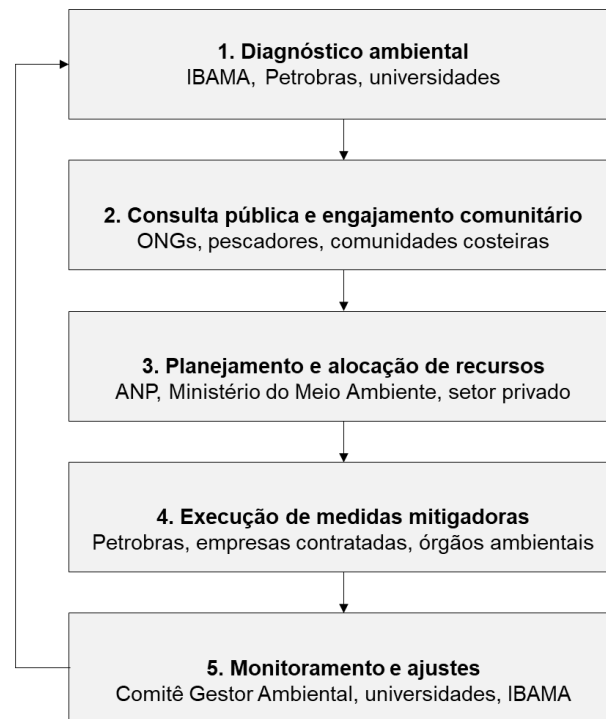 1. Diagnóstico ambiental
IBAMA, Petrobras, universidades
2. Consulta pública e engajamento comunitário
ONGs, pescadores, comunidades costeiras
3. Planejamento e alocação de recursos
ANP, Ministério do Meio Ambiente, setor privado
4. Execução de medidas mitigadoras
Petrobras, empresas contratadas, órgãos ambientais
5. Monitoramento e ajustes
Comitê Gestor Ambiental, universidades, IBAMA